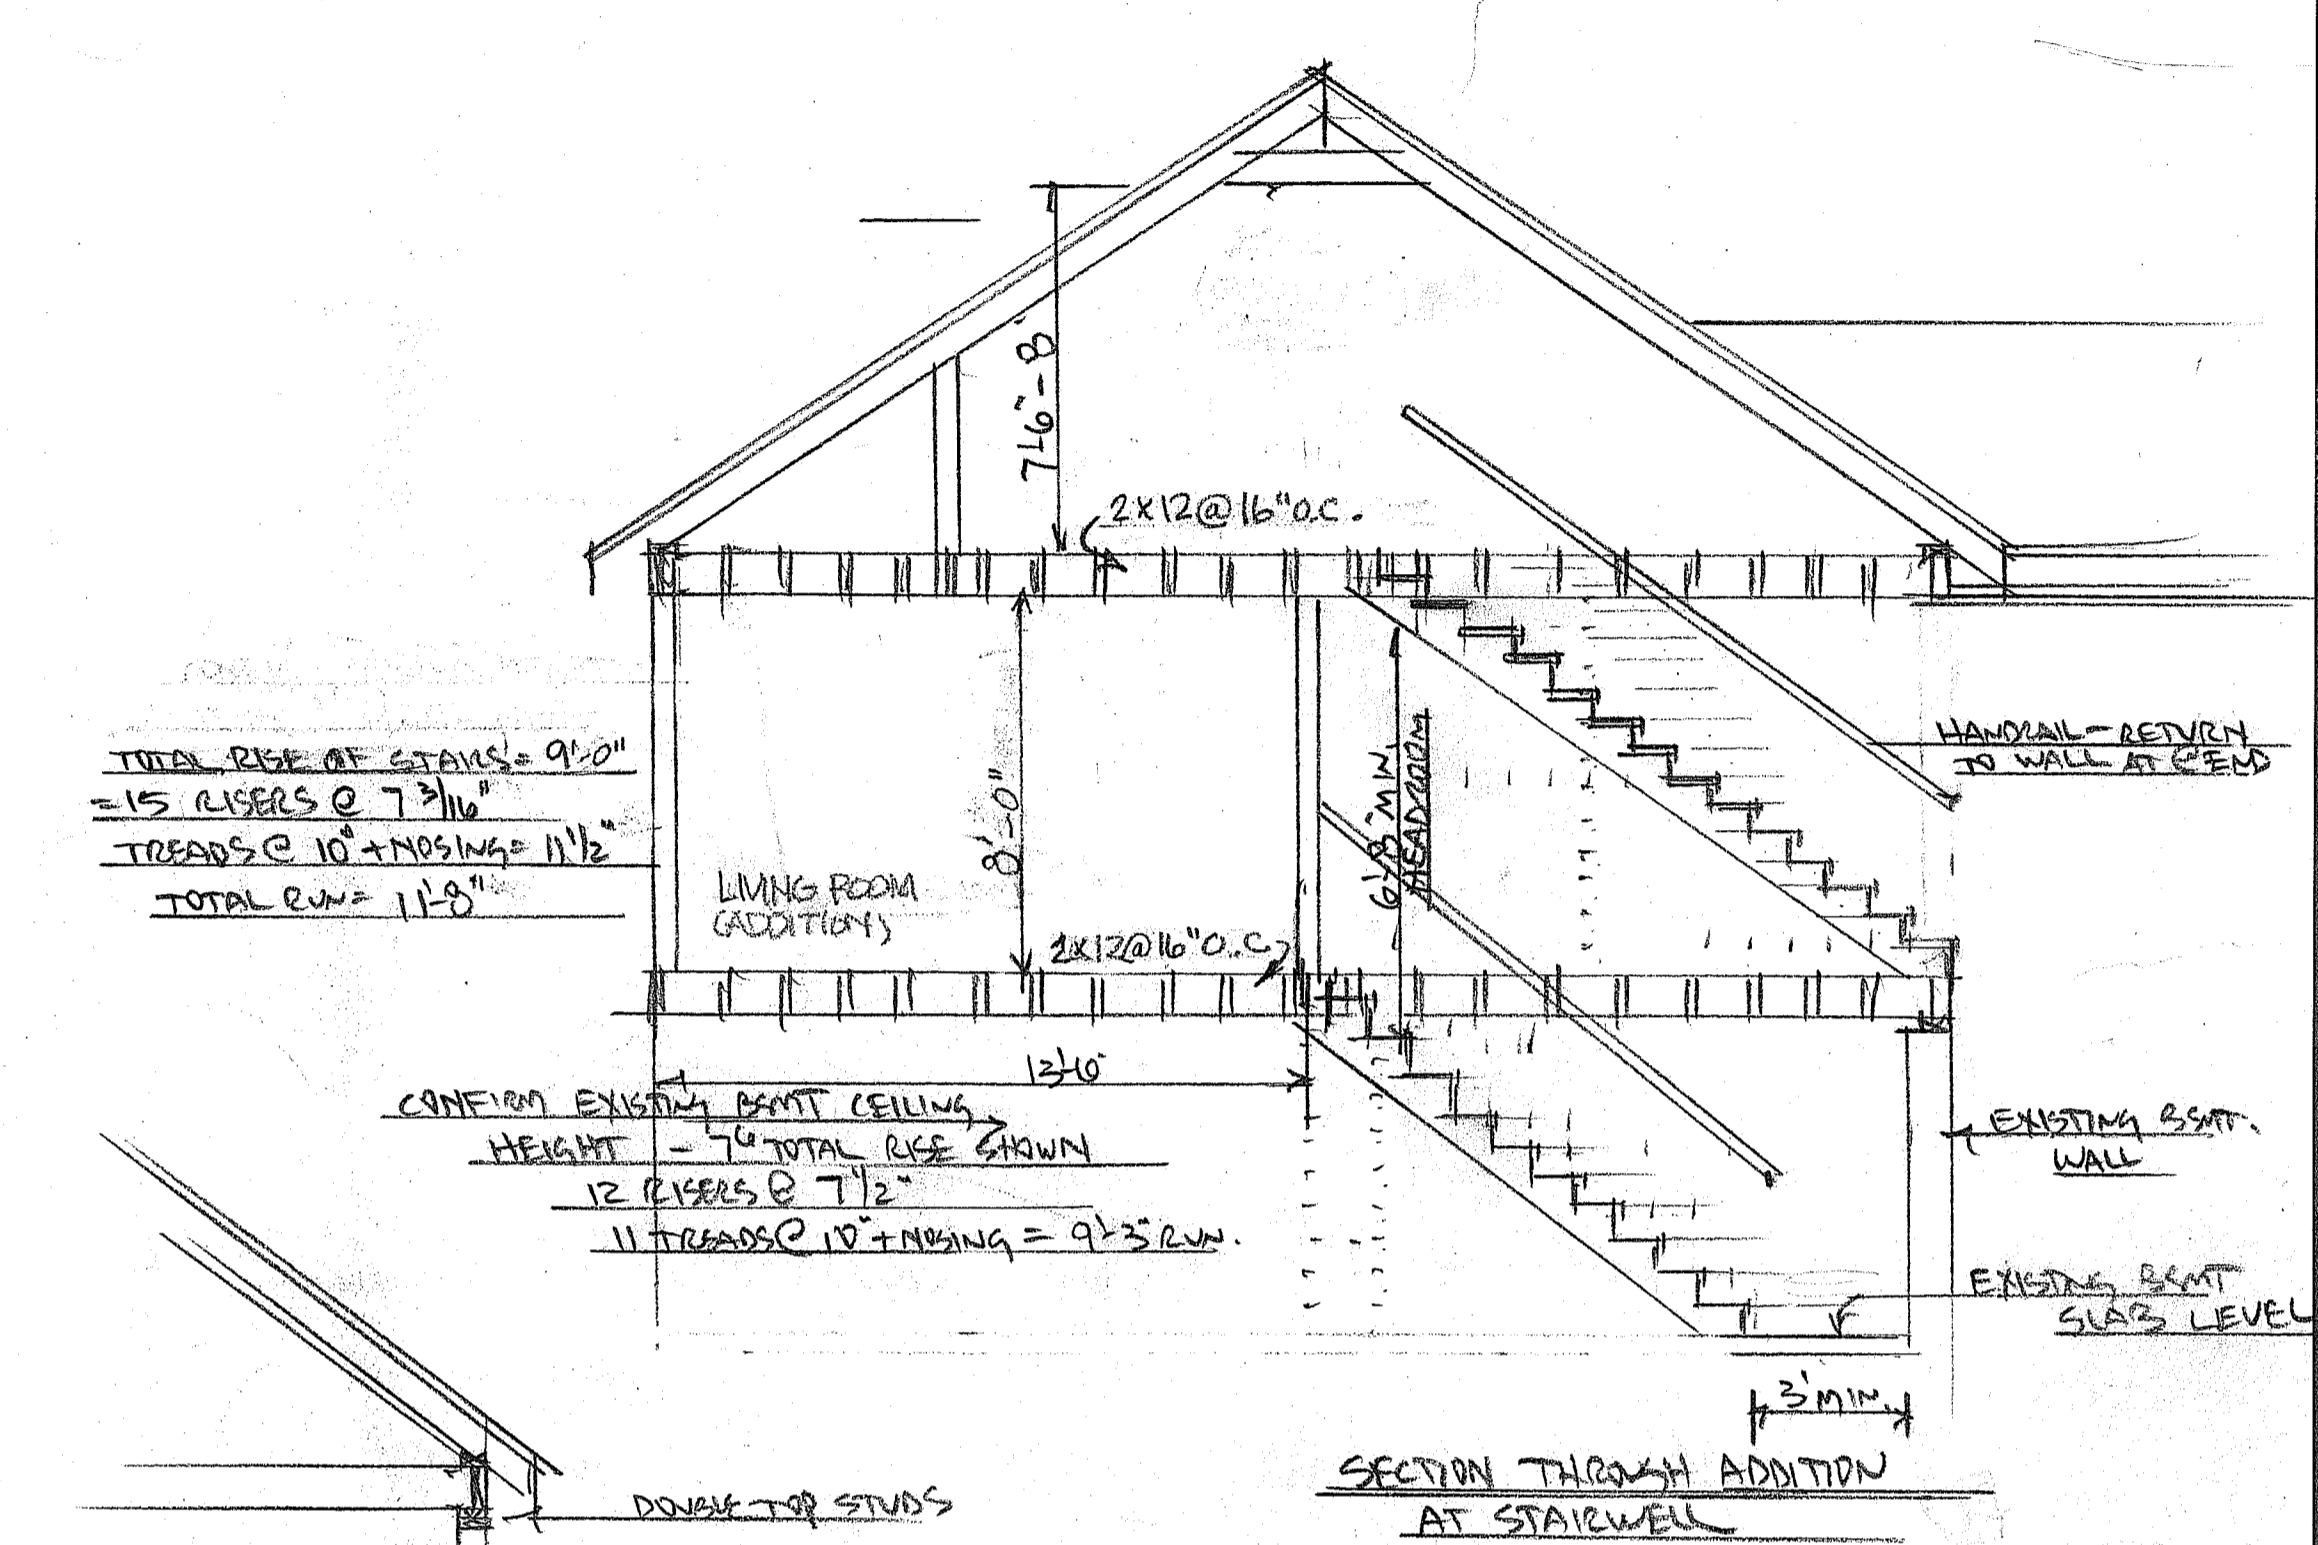 7'-6"-8'
2X12@16"O.C.
TOTAL RISE OF STAIRS= 9'-0"
=15 RISERS @ 7 3/16"
TREADS @ 10" +NOSING= 11 1/2"
TOTAL RUN= 11'-8"
LIVING ROOM
(ADDITION)
8'-0"
6'-8" MIN.
HEADROOM
HANDRAIL-RETURN
TO WALL AT END
2X12@16"O.C.
13'-6"
CONFIRM EXISTING BSMT CEILING
HEIGHT - 7'6" TOTAL RISE SHOWN
12 RISERS @ 7 1/2"
11 TREADS @ 10" +NOSING = 9'-3" RUN.
EXISTING BSMT.
WALL
EXISTING BSMT
SLAB LEVEL
3' MIN.
SECTION THROUGH ADDITION
AT STAIRWELL
DOUBLE TOP STUDS